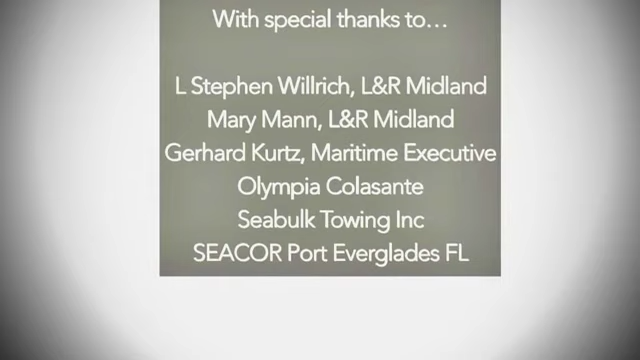 With special thanks to...
L Stephen Willrich, L&R Midland
Mary Mann, L&R Midland
Gerhard Kurtz, Maritime Executive
Olympia Colasante
Seabulk Towing Inc
SEACOR Port Everglades FL